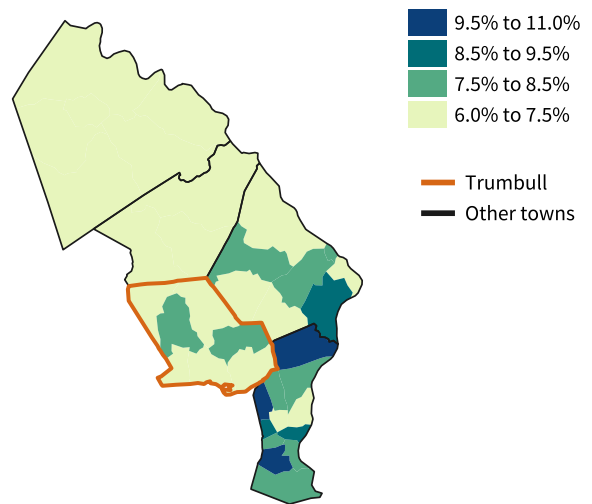 9.5% to 11.0%
8.5% to 9.5%
7.5% to 8.5%
6.0% to 7.5%
Trumbull
Other towns